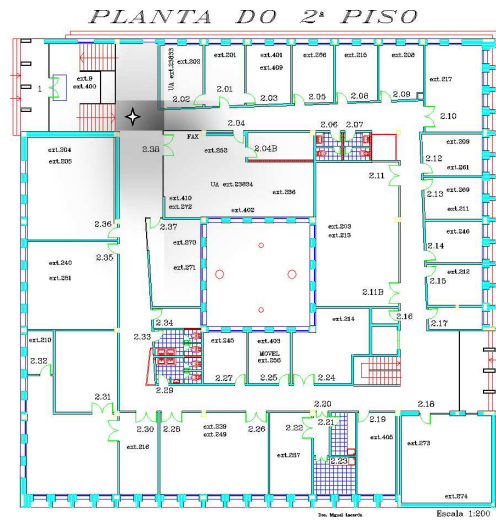 PLANTA DO 2ª PISO
1
ext.9
ext.400
UA ext.23833
ext.202
ext.201
ext.401
ext.409
ext.256
ext.215
ext.208
ext.217
2.02
2.01
2.03
2.05
2.08
2.09
2.10
FAX
2.04
2.06
2.07
2.38
ext.252
2.04B
ext.209
2.12
ext.261
ext.204
ext.205
UA ext.23834
ext.236
2.11
ext.410
ext.272
ext.402
2.13
ext.269
ext.211
2.36
2.37
ext.203
ext.213
ext.246
2.35
2.14
ext.270
ext.240
ext.251
ext.271
ext.212
2.15
2.11B
2.34
ext.214
2.16
2.17
2.33
ext.210
ext.245
ext.403
MOVEL
ext.255
2.32
2.29
2.27
2.25
2.24
2.31
2.20
2.18
2.30
2.28
2.26
2.22
2.21
2.19
ext.216
ext.239
ext.249
ext.257
ext.405
ext.273
2.23
ext.274
Escala 1:200